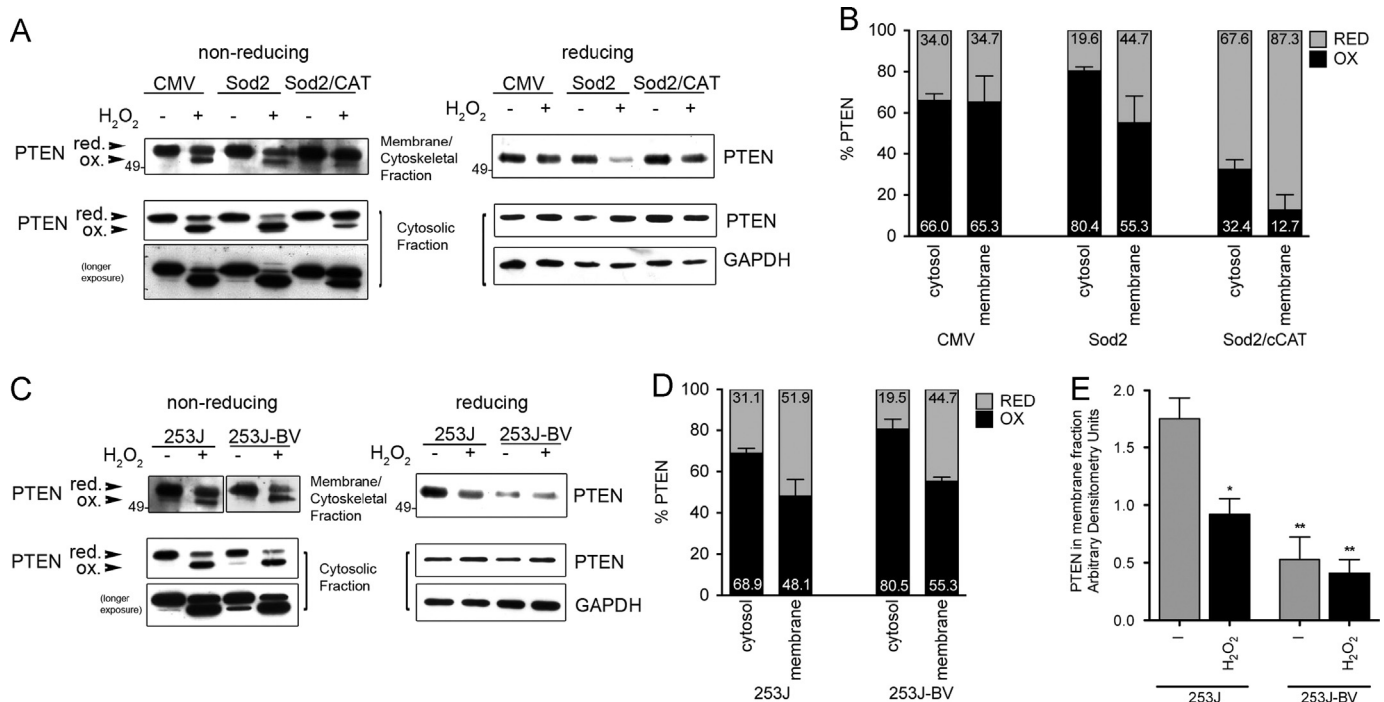 A
non-reducing
reducing
CMV Sod2 Sod2/CAT
CMV Sod2 Sod2/CAT
H2O2 - + - + - +
H2O2 - + - + - +
PTEN red. ox. 49-
Membrane/
Cytoskeletal
Fraction
49- PTEN
PTEN red. ox.
Cytosolic
Fraction
PTEN
(longer
exposure)
GAPDH
B
RED
OX
% PTEN
100
80
60
40
20
0
34.0 34.7 19.6 44.7 67.6 87.3
66.0 65.3 80.4 55.3 32.4 12.7
cytosol membrane cytosol membrane cytosol membrane
CMV Sod2 Sod2/cCAT
C
non-reducing
reducing
253J 253J-BV
253J 253J-BV
H2O2 - + - +
H2O2 - + - +
PTEN red. ox. 49-
Membrane/
Cytoskeletal
Fraction
49- PTEN
PTEN red. ox.
Cytosolic
Fraction
PTEN
(longer
exposure)
GAPDH
D
RED
OX
% PTEN
100
80
60
40
20
0
31.1 51.9 19.5 44.7
68.9 48.1 80.5 55.3
cytosol membrane cytosol membrane
253J 253J-BV
E
PTEN in membrane fraction
Arbitrary Densitometry Units
2.0
1.5
1.0
0.5
0.0
* ** **
- H2O2 - H2O2
253J 253J-BV